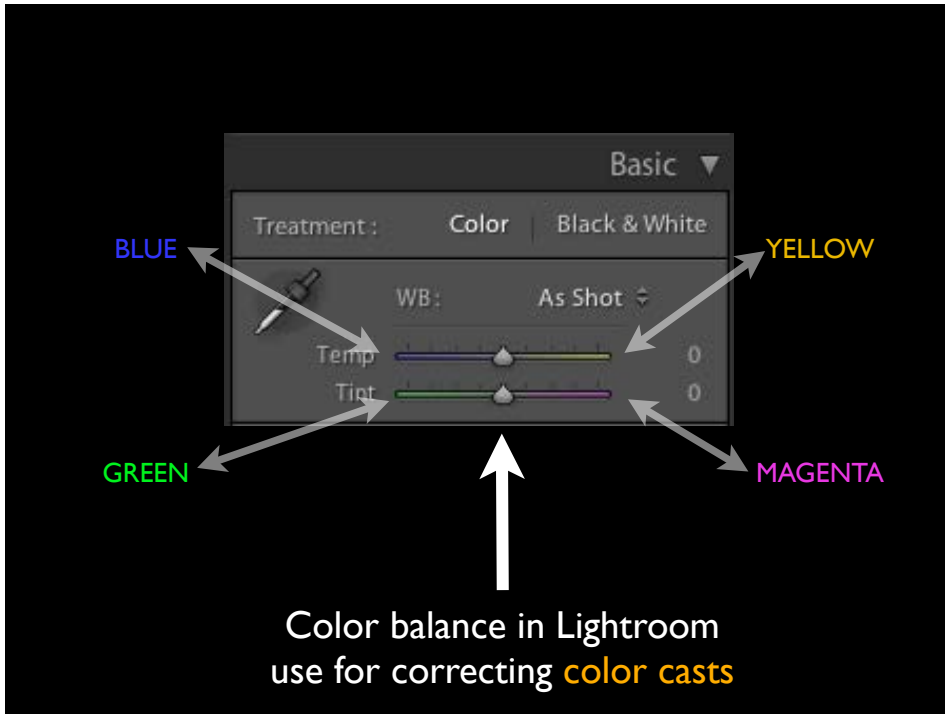 Basic
Treatment : Color | Black & White
BLUE
YELLOW
WB: As Shot
Temp 0
Tint 0
GREEN
MAGENTA
Color balance in Lightroom
use for correcting color casts